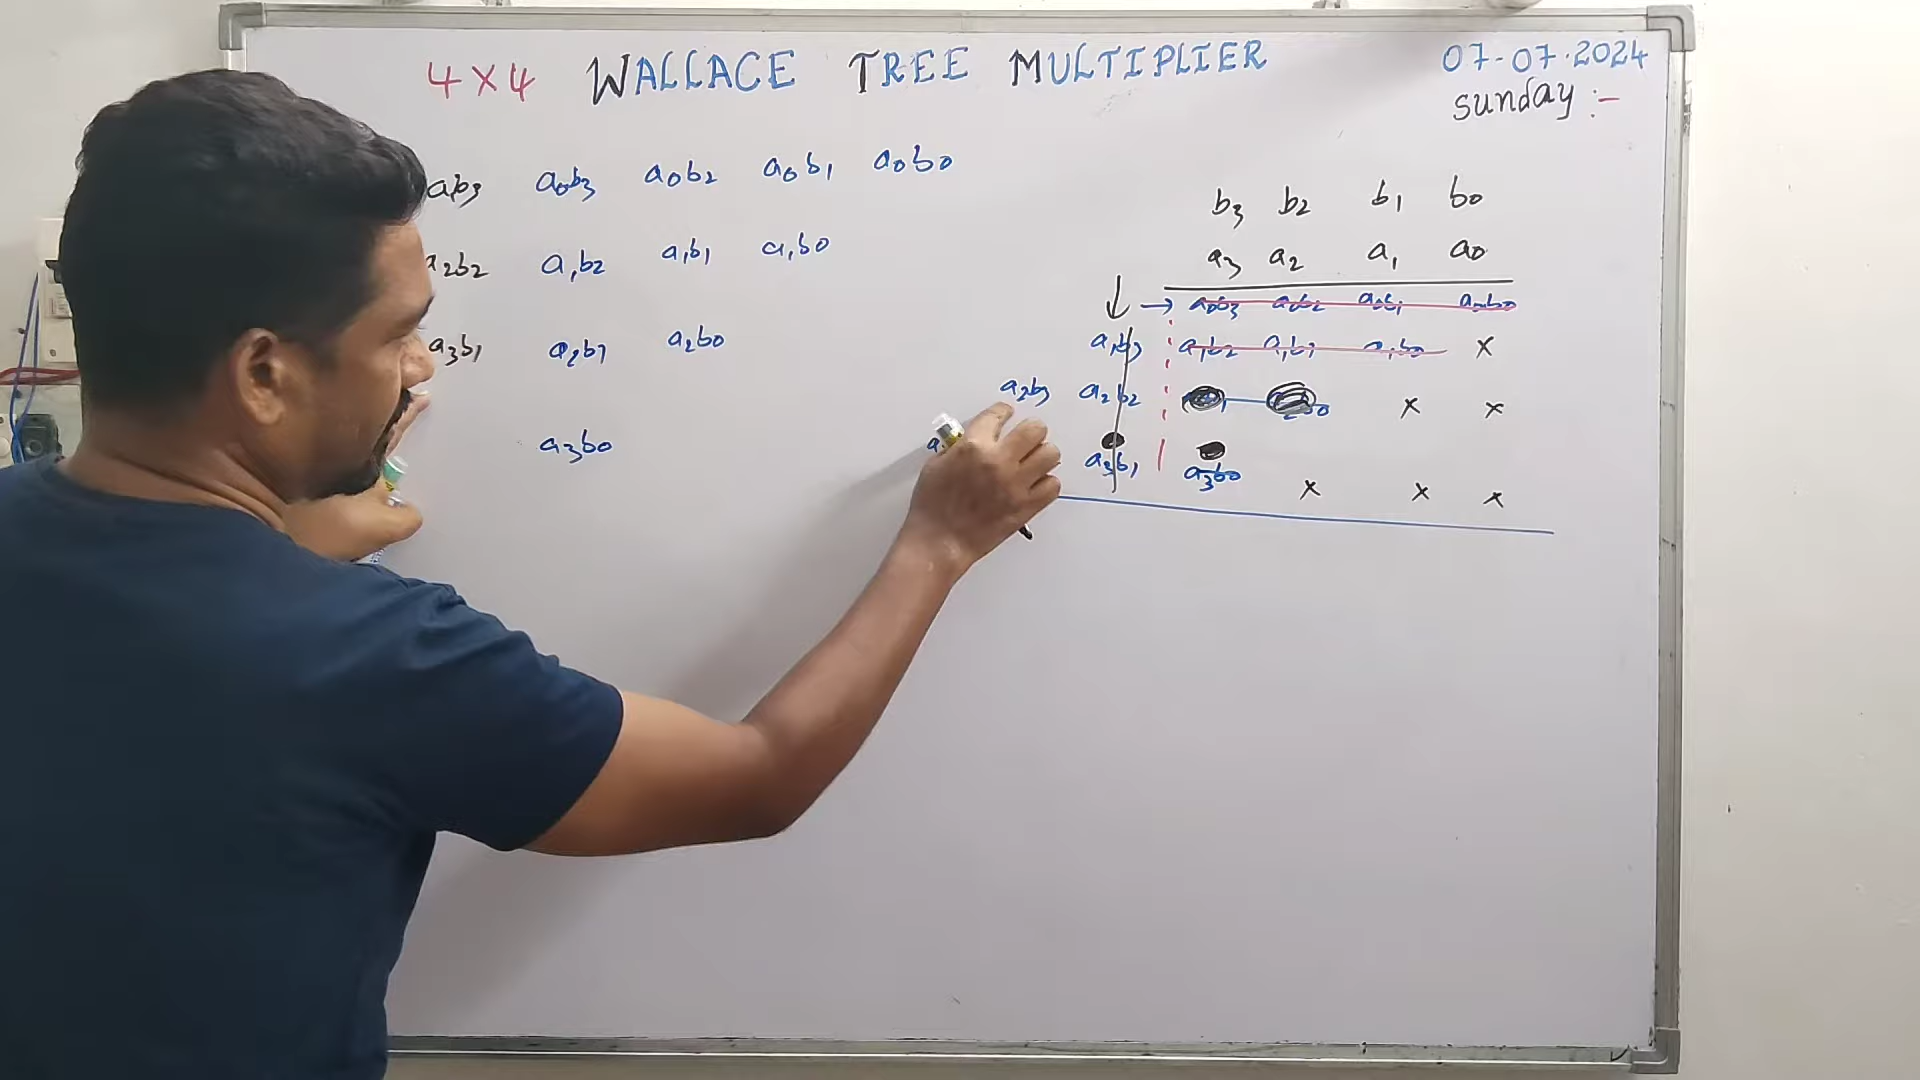 4 X 4 WALLACE TREE MULTIPLIER
07-07-2024
sunday :-
a1b3 a0b3 a0b2 a0b1 a0b0
a2b2 a1b2 a1b1 a1b0
a3b1 a2b1 a2b0
a3b0
b3 b2 b1 b0
a3 a2 a1 a0
→ a0b3 a0b2 a0b1 a0b0
a1b3 a1b2 a1b1 a1b0 x
a2b3 a2b2 x x
a3b1 a3b0 x x x